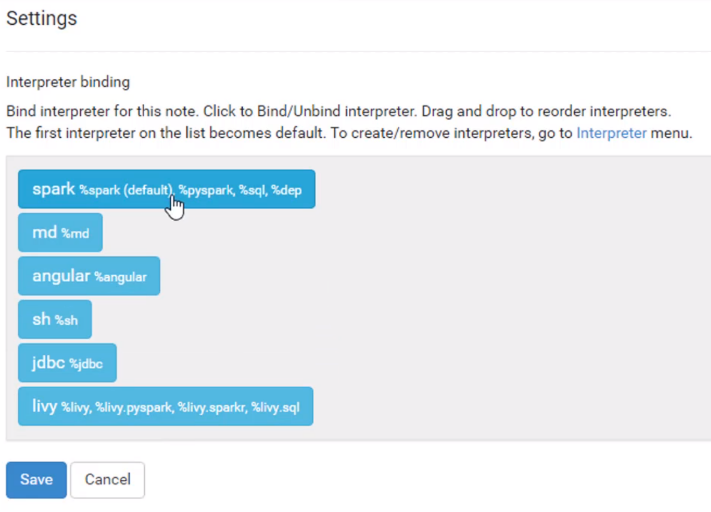 Settings
Interpreter binding
Bind interpreter for this note. Click to Bind/Unbind interpreter. Drag and drop to reorder interpreters.
The first interpreter on the list becomes default. To create/remove interpreters, go to Interpreter menu.
spark %spark (default), %pyspark, %sql, %dep
md %md
angular %angular
sh %sh
jdbc %jdbc
livy %livy, %livy.pyspark, %livy.sparkr, %livy.sql
Save Cancel